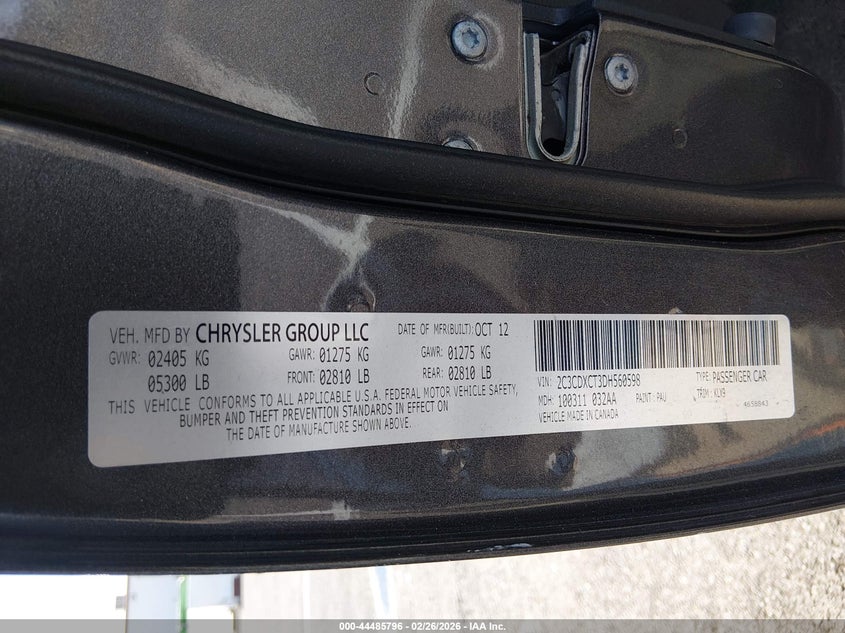 VEH. MFD BY CHRYSLER GROUP LLC DATE OF MFR(BUILT): OCT 12
GVWR: 02405 KG GAWR: 01275 KG GAWR: 01275 KG
05300 LB FRONT: 02810 LB REAR: 02810 LB
THIS VEHICLE CONFORMS TO ALL APPLICABLE U.S.A. FEDERAL MOTOR VEHICLE SAFETY,
BUMPER AND THEFT PREVENTION STANDARDS IN EFFECT ON
THE DATE OF MANUFACTURE SHOWN ABOVE.
VIN: 2C3CDXCT3DH560598 TYPE: PASSENGER CAR
MDH: 100311 032AA PAINT: PAU TRIM: KLX9
VEHICLE MADE IN CANADA 4658843
000-44485796 - 02/26/2026 - IAA Inc.